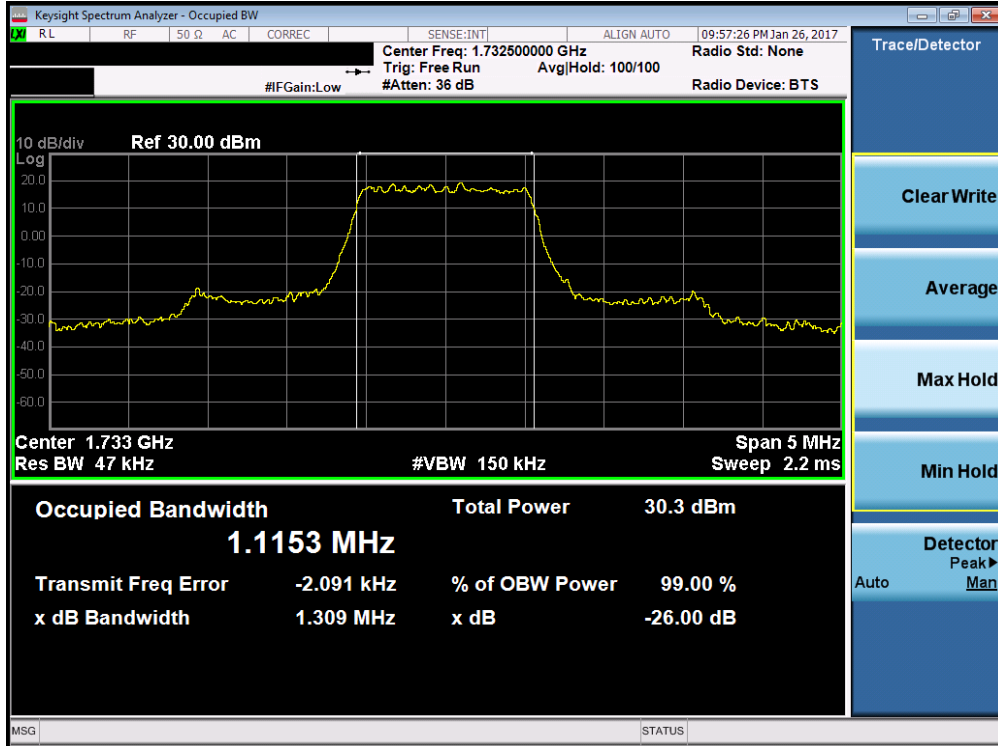 Keysight Spectrum Analyzer - Occupied BW
LXI RL RF 50 Ω AC CORREC SENSE:INT ALIGN AUTO 09:57:26 PM Jan 26, 2017
Center Freq: 1.732500000 GHz Radio Std: None
Trig: Free Run Avg|Hold: 100/100
#IFGain:Low #Atten: 36 dB Radio Device: BTS
10 dB/div Ref 30.00 dBm
Log
20.0
10.0
0.00
-10.0
-20.0
-30.0
-40.0
-50.0
-60.0
Center 1.733 GHz Span 5 MHz
Res BW 47 kHz #VBW 150 kHz Sweep 2.2 ms
Occupied Bandwidth Total Power 30.3 dBm
1.1153 MHz
Transmit Freq Error -2.091 kHz % of OBW Power 99.00 %
x dB Bandwidth 1.309 MHz x dB -26.00 dB
Trace/Detector
Clear Write
Average
Max Hold
Min Hold
Detector
Peak▶
Auto Man
MSG STATUS